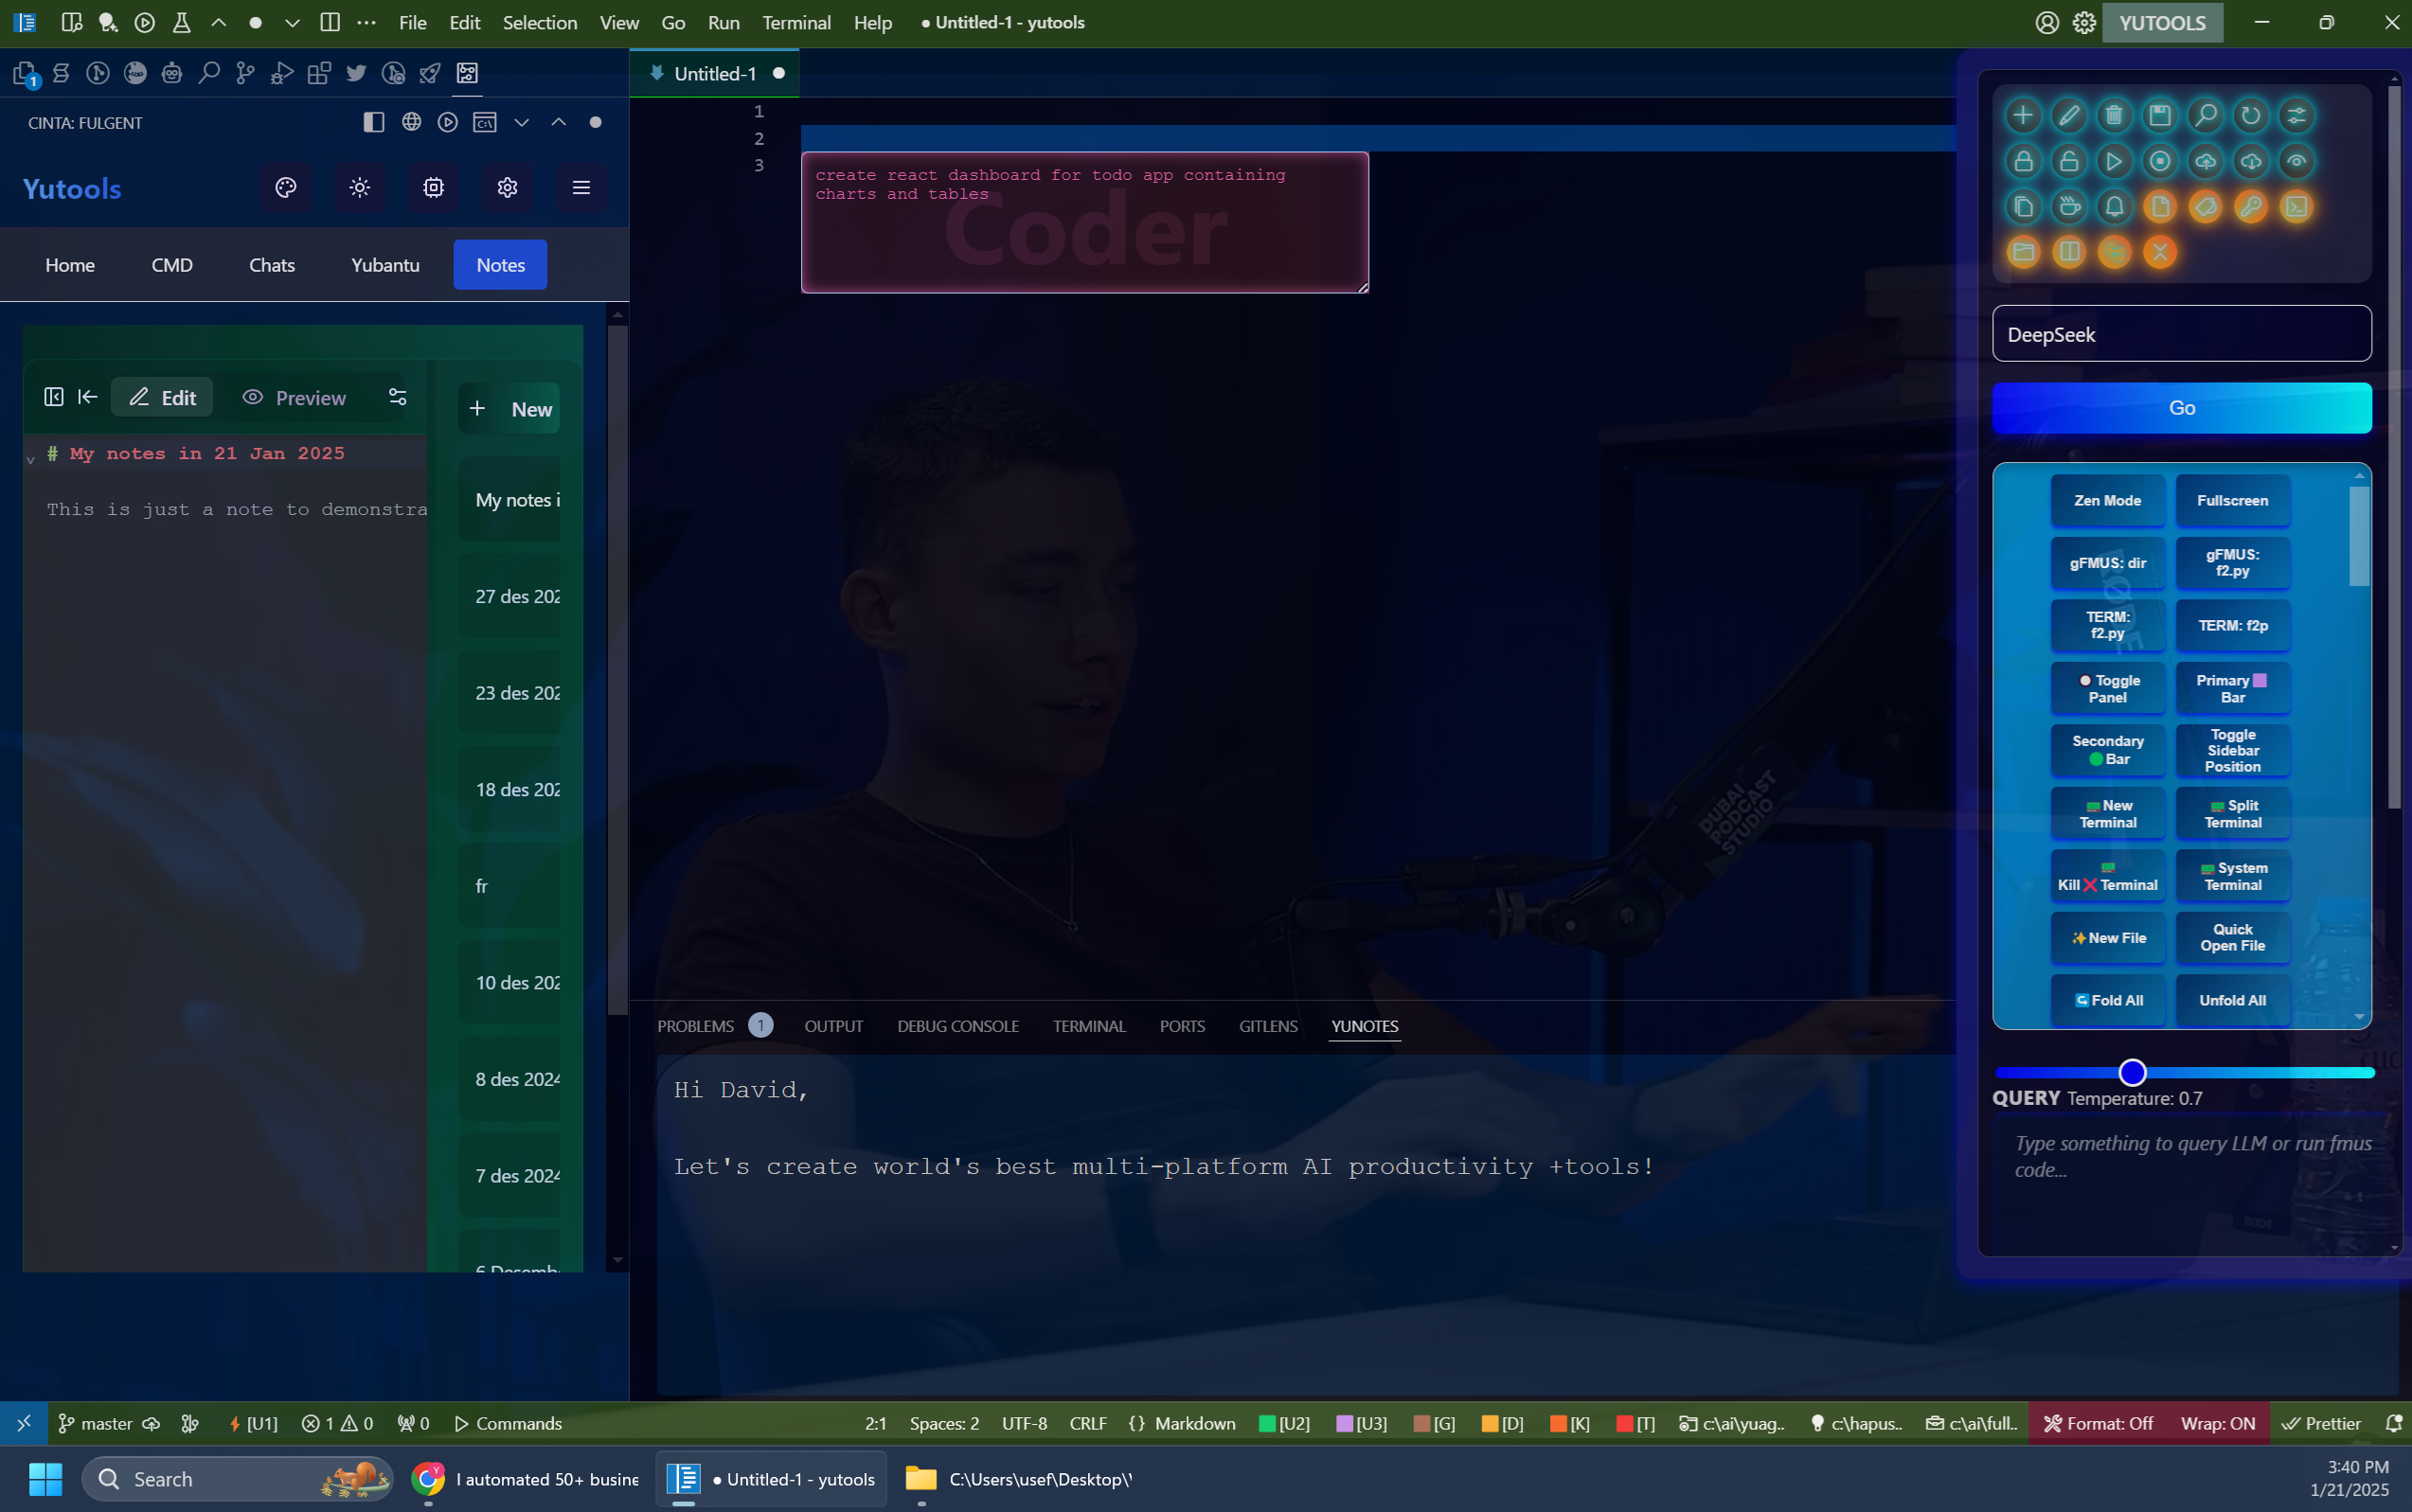 File Edit Selection View Go Run Terminal Help ● Untitled-1 - yutools
YUTOOLS
1
CINTA: FULGENT
Yutools
Home CMD Chats Yubantu Notes
Edit Preview
# My notes in 21 Jan 2025
This is just a note to demonstra
+ New
My notes i
27 des 202
23 des 202
18 des 202
fr
10 des 202
8 des 2024
7 des 2024
6 Desemb
Untitled-1
1
2
3
create react dashboard for todo app containing
charts and tables
Coder
DUBAI
PODCAST
STUDIO
PROBLEMS 1 OUTPUT DEBUG CONSOLE TERMINAL PORTS GITLENS YUNOTES
Hi David,
Let's create world's best multi-platform AI productivity +tools!
DeepSeek
Go
Zen Mode
Fullscreen
gFMUS: dir
gFMUS:
f2.py
TERM:
f2.py
TERM: f2p
Toggle
Panel
Primary
Bar
Secondary
Bar
Toggle
Sidebar
Position
New
Terminal
Split
Terminal
Kill Terminal
System
Terminal
New File
Quick
Open File
Fold All
Unfold All
RØDE
QUERY Temperature: 0.7
Type something to query LLM or run fmus
code...
RODE
master [U1] 1 0 0 Commands
2:1 Spaces: 2 UTF-8 CRLF {} Markdown [U2] [U3] [G] [D] [K] [T] c:\ai\yuag.. c:\hapus.. c:\ai\full.. Format: Off Wrap: ON Prettier
Search
I automated 50+ busine
● Untitled-1 - yutools
C:\Users\usef\Desktop\
3:40 PM
1/21/2025